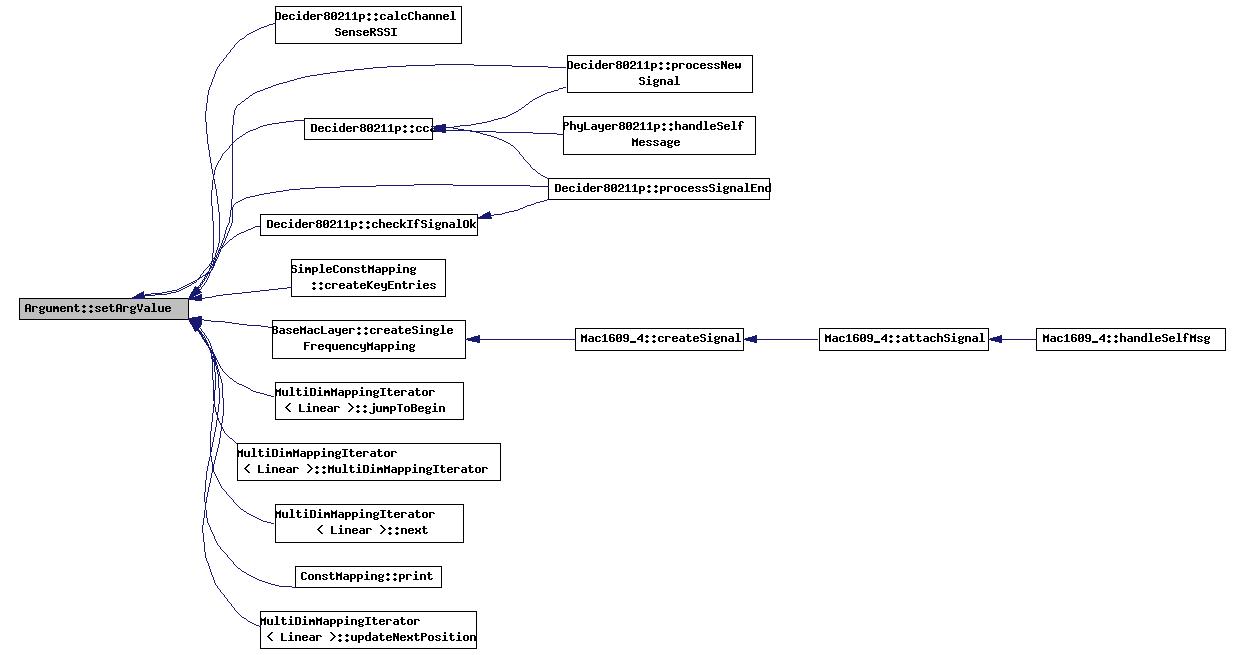 Decider80211p::calcChannel
SenseRSSI
Decider80211p::processNew
Signal
Decider80211p::cca
PhyLayer80211p::handleSelf
Message
Decider80211p::processSignalEnd
Decider80211p::checkIfSignalOk
SimpleConstMapping
::createKeyEntries
Argument::setArgValue
BaseMacLayer::createSingle
FrequencyMapping
Mac1609_4::createSignal
Mac1609_4::attachSignal
Mac1609_4::handleSelfMsg
MultiDimMappingIterator
< Linear >::jumpToBegin
MultiDimMappingIterator
< Linear >::MultiDimMappingIterator
MultiDimMappingIterator
< Linear >::next
ConstMapping::print
MultiDimMappingIterator
< Linear >::updateNextPosition